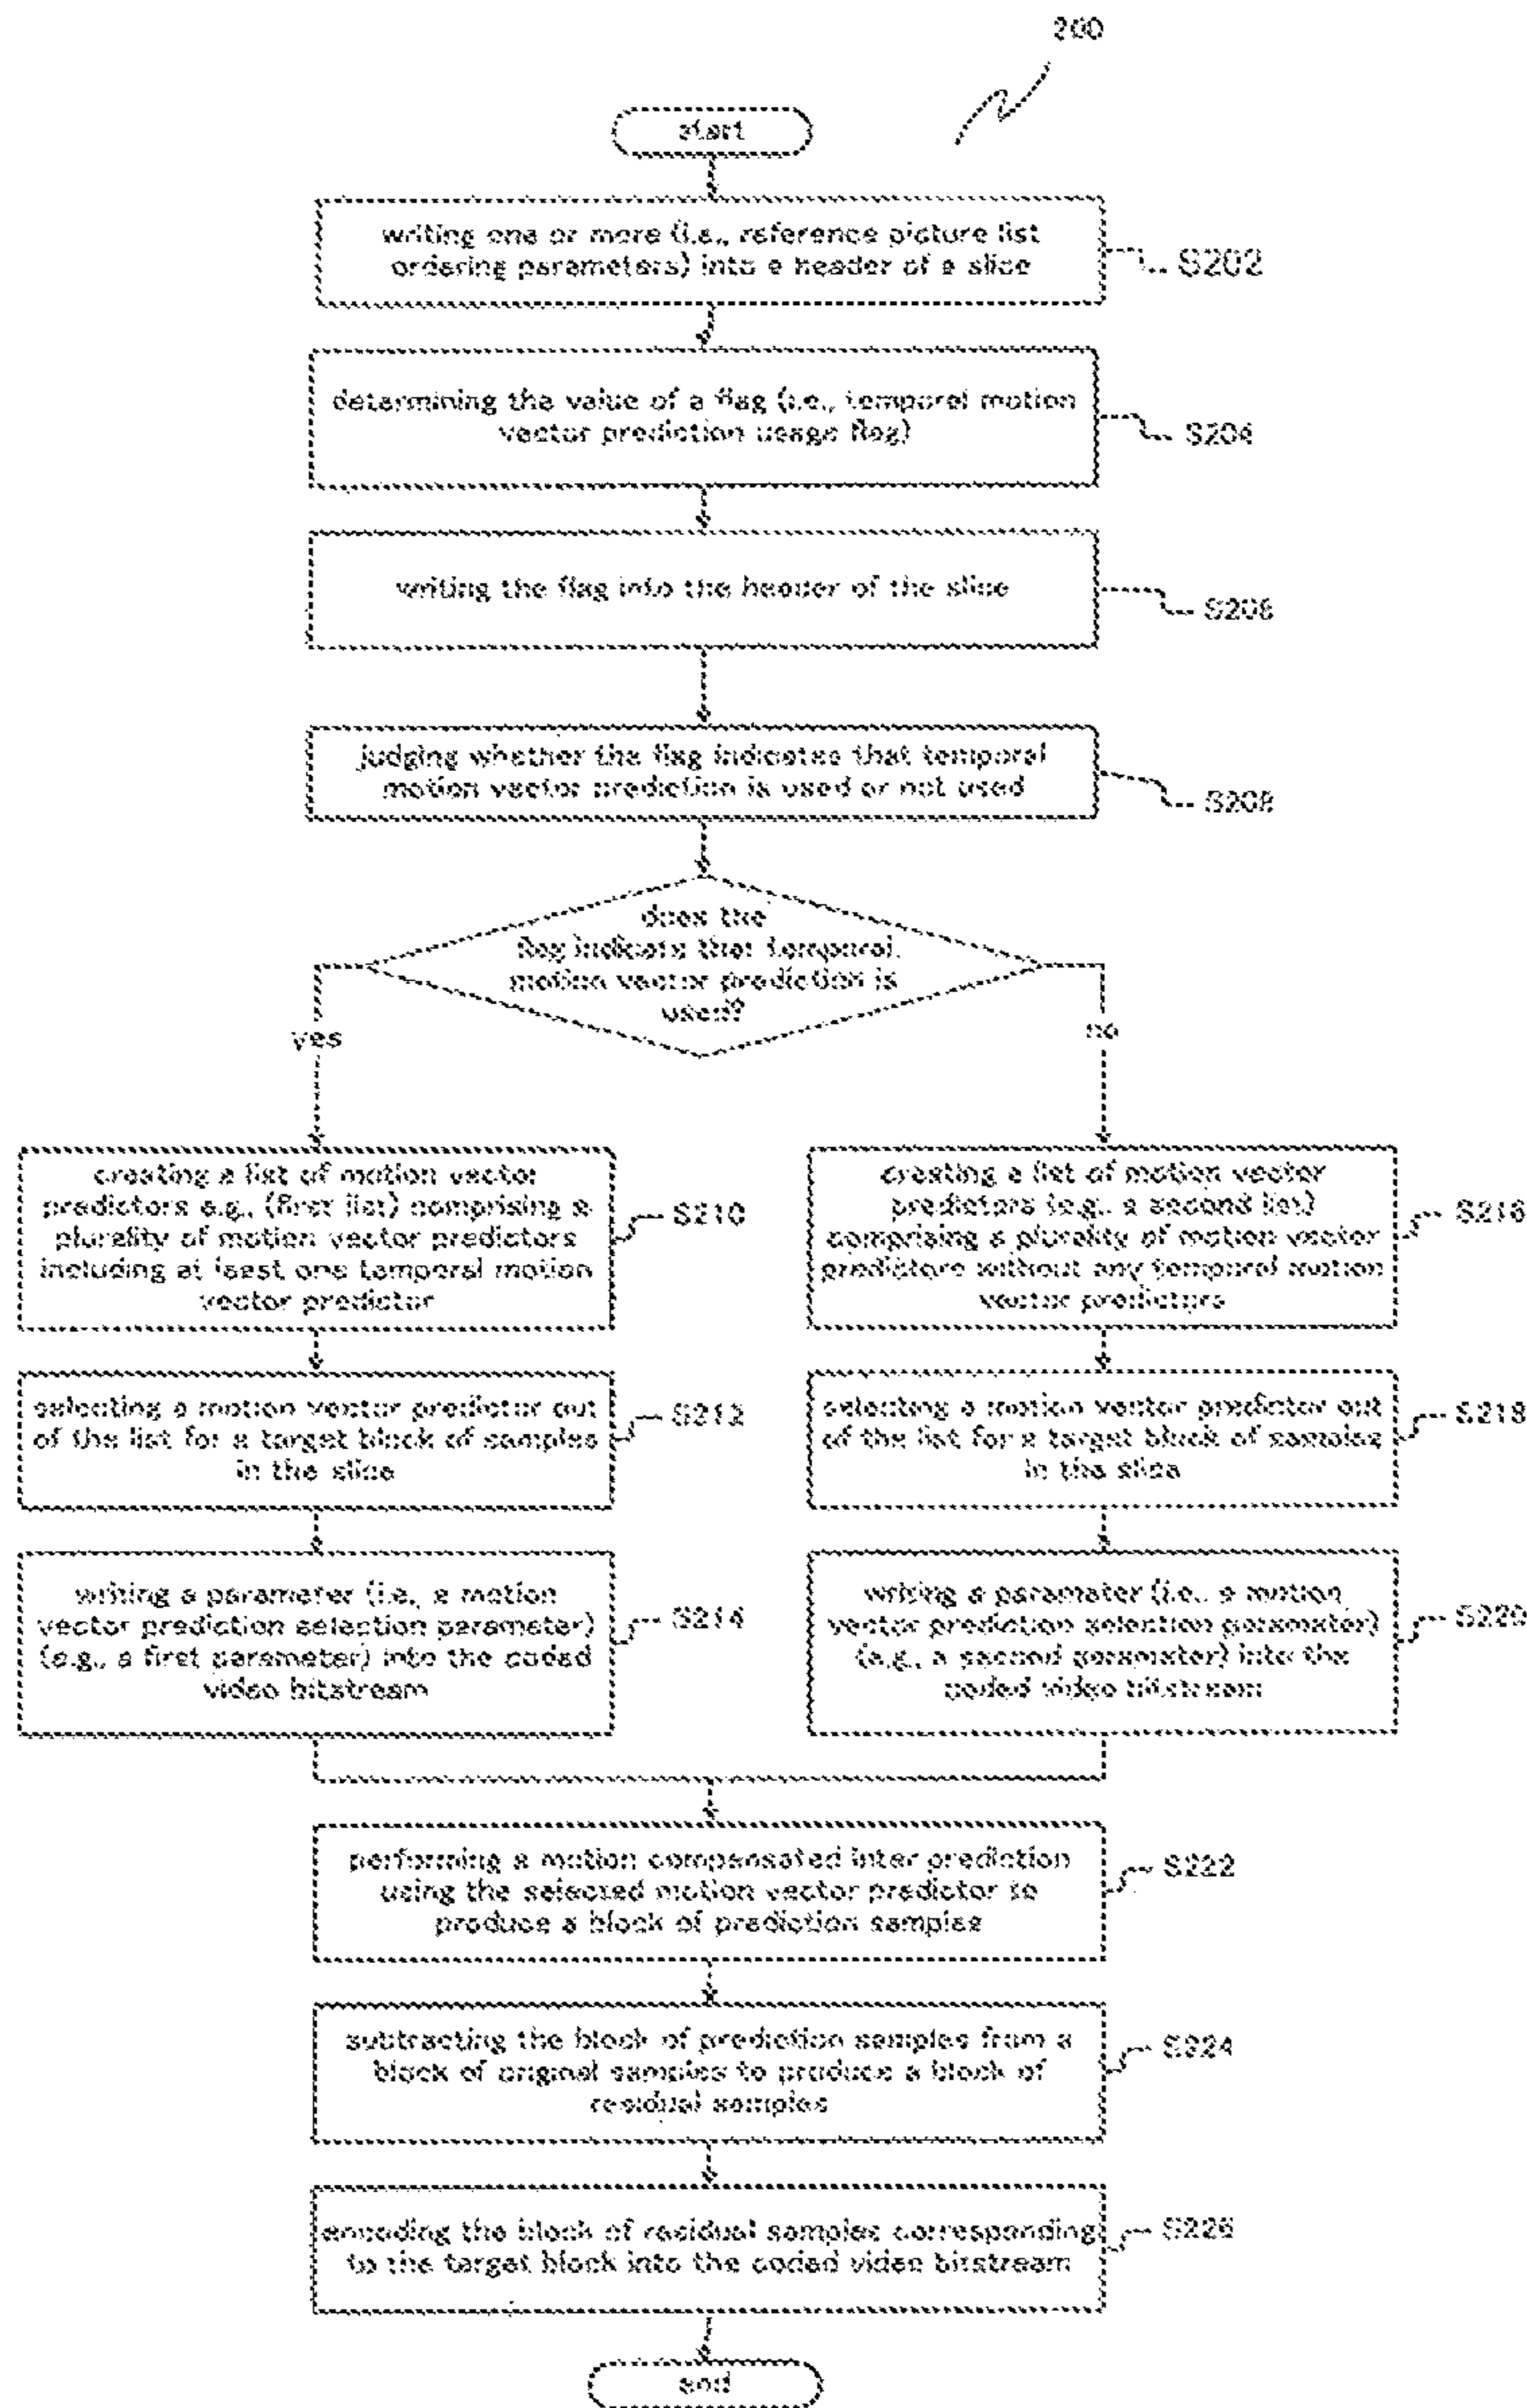 200
start
writing one or more (i.e., reference picture list
ordering parameters) into a header of a slice
S202
determining the value of a flag (i.e., temporal motion
vector prediction usage flag)
S204
writing the flag into the header of the slice
S206
judging whether the flag indicates that temporal
motion vector prediction is used or not used
S208
does the
flag indicate that temporal
motion vector prediction is
used?
yes
no
creating a list of motion vector
predictors e.g., (first list) comprising a
plurality of motion vector predictors
including at least one temporal motion
vector predictor
S210
creating a list of motion vector
predictors (e.g., a second list)
comprising a plurality of motion vector
predictors without any temporal motion
vector predictors
S216
selecting a motion vector predictor out
of the list for a target block of samples
in the slice
S212
selecting a motion vector predictor out
of the list for a target block of samples
in the slice
S218
writing a parameter (i.e., a motion
vector prediction selection parameter)
(e.g., a first parameter) into the coded
video bitstream
S214
writing a paramater (i.e., a motion
vector prediction selection parameter)
(e.g., a second parameter) into the
coded video bitstream
S220
performing a motion compensated inter prediction
using the selected motion vector predictor to
produce a block of prediction samples
S222
subtracting the block of prediction samples from a
block of original samples to produce a block of
residual samples
S224
encoding the block of residual samples corresponding
to the target block into the coded video bitstream
S226
end